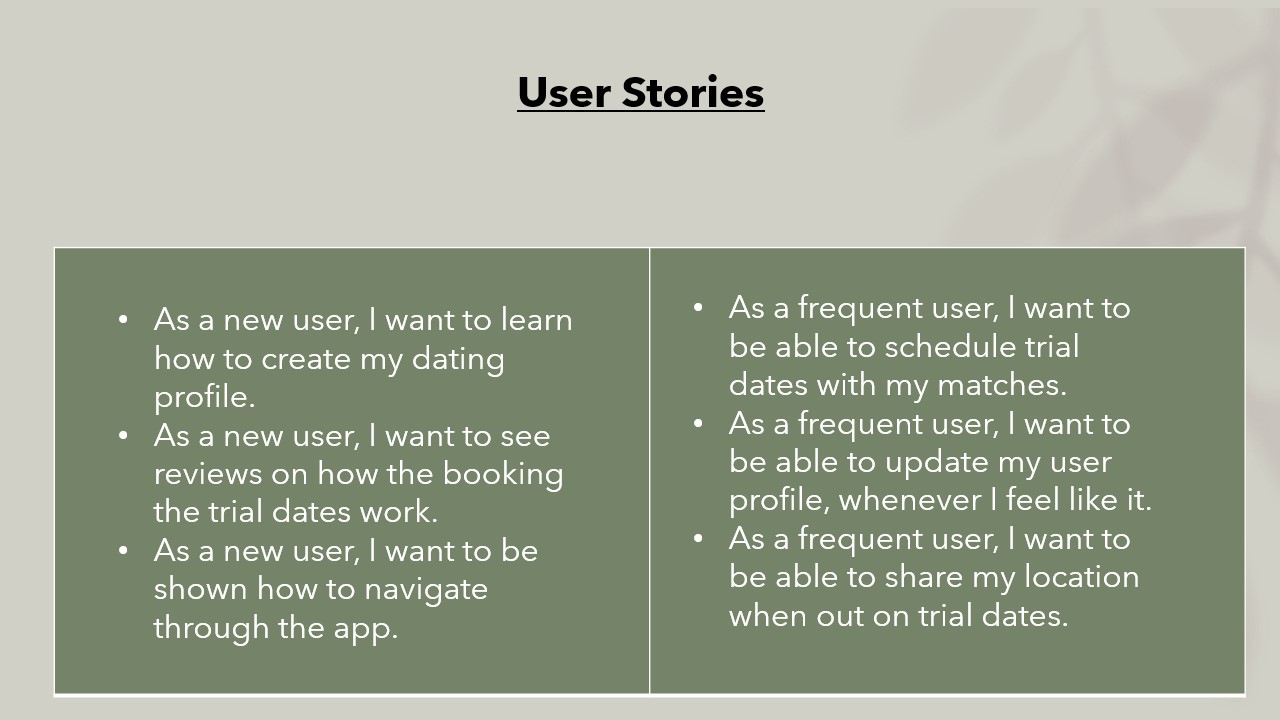 User Stories
• As a new user, I want to learn
how to create my dating
profile.
• As a new user, I want to see
reviews on how the booking
the trial dates work.
• As a new user, I want to be
shown how to navigate
through the app.
• As a frequent user, I want to
be able to schedule trial
dates with my matches.
• As a frequent user, I want to
be able to update my user
profile, whenever I feel like it.
• As a frequent user, I want to
be able to share my location
when out on trial dates.